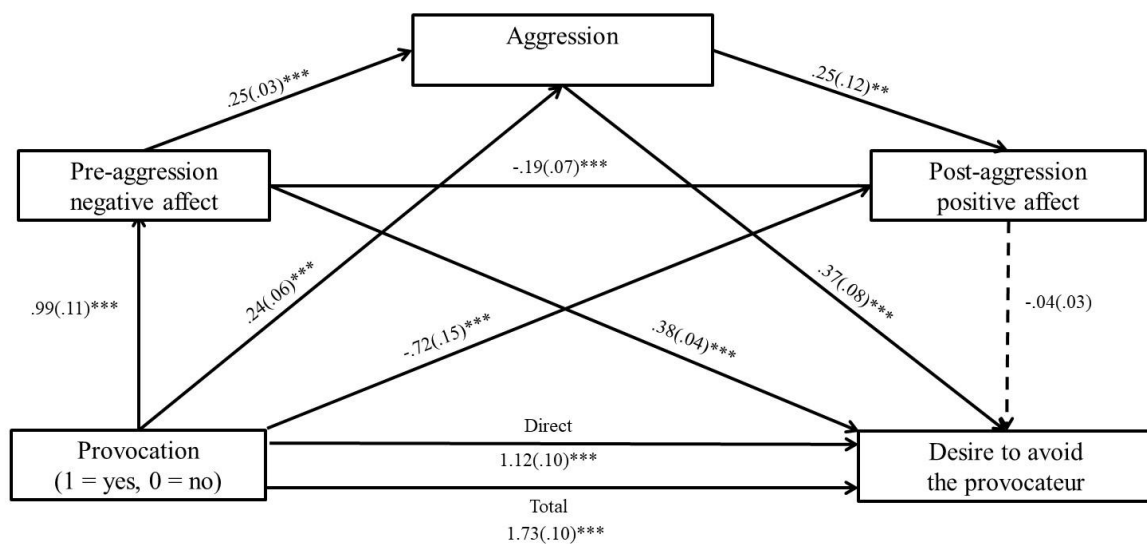 Aggression
.25(.03)***
.25(.12)**
Pre-aggression
negative affect
-.19(.07)***
Post-aggression
positive affect
.99(.11)***
.24(.06)***
-.72(.15)***
.38(.04)***
.37(.08)***
-.04(.03)
Provocation
(1 = yes, 0 = no)
Direct
1.12(.10)***
Total
1.73(.10)***
Desire to avoid
the provocateur